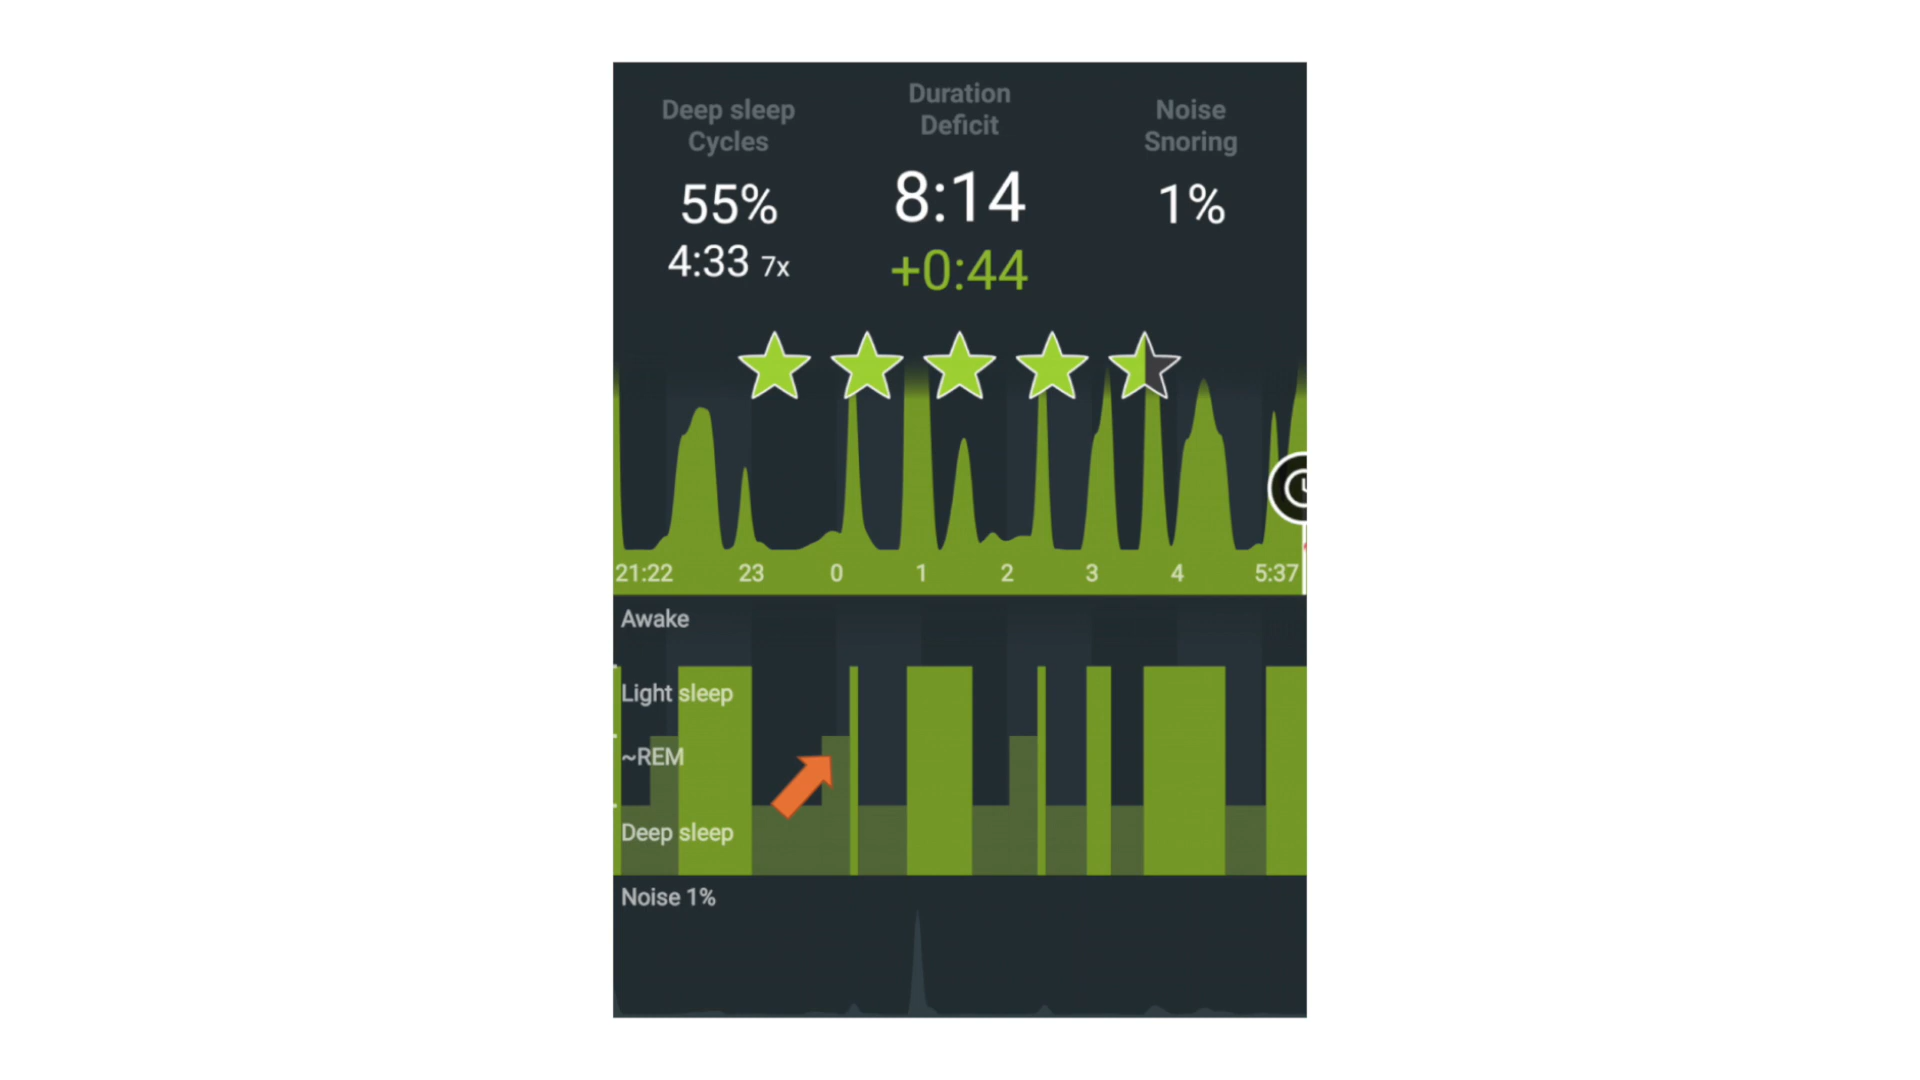 Deep sleep
Cycles
55%
4:33 7x
Duration
Deficit
8:14
+0:44
Noise
Snoring
1%
21:22 23 0 1 2 3 4 5:37
Awake
Light sleep
~REM
Deep sleep
Noise 1%